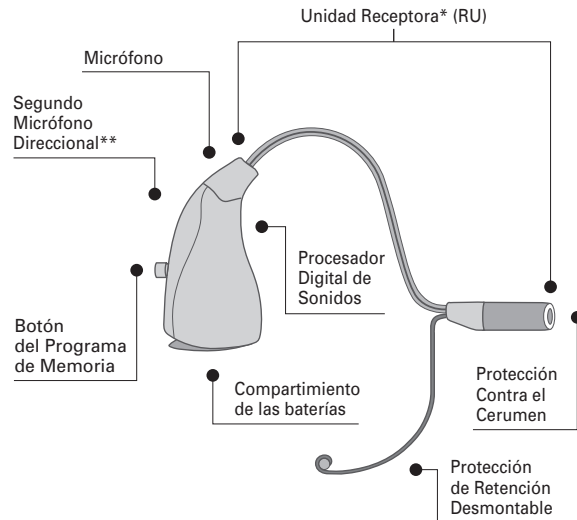 Unidad Receptora* (RU)
Micrófono
Segundo
Micrófono
Direccional**
Procesador
Digital de
Sonidos
Botón
del Programa
de Memoria
Compartimiento
de las baterías
Protección
Contra el
Cerumen
Protección
de Retención
Desmontable